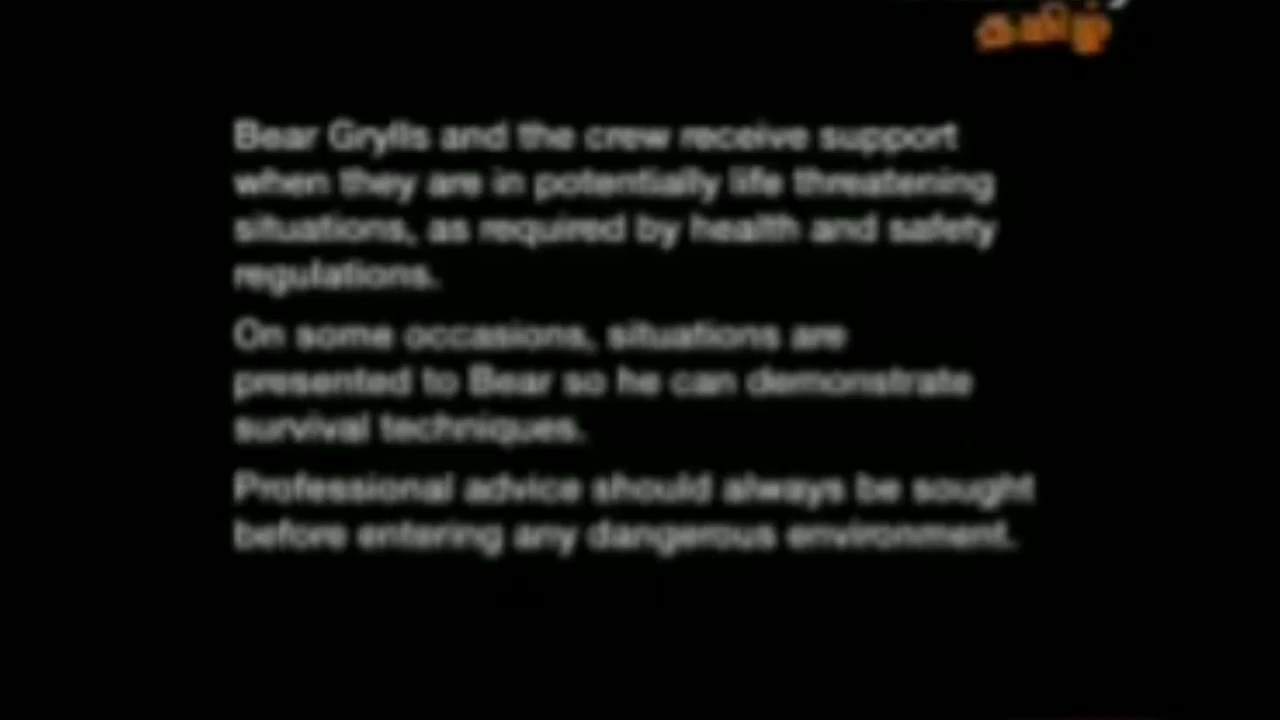 Bear Grylls and the crew receive support
when they are in potentially life threatening
situations, as required by health and safety
regulations.
On some occasions, situations are
presented to Bear so he can demonstrate
survival techniques.
Professional advice should always be sought
before entering any dangerous environment.